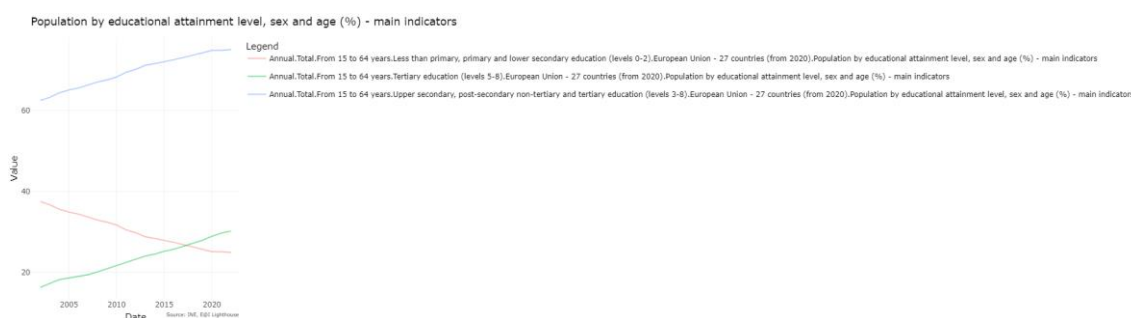 Population by educational attainment level, sex and age (%) - main indicators
Legend
Annual.Total.From 15 to 64 years.Less than primary, primary and lower secondary education (levels 0-2).European Union - 27 countries (from 2020).Population by educational attainment level, sex and age (%) - main indicators
Annual.Total.From 15 to 64 years.Tertiary education (levels 5-8).European Union - 27 countries (from 2020).Population by educational attainment level, sex and age (%) - main indicators
Annual.Total.From 15 to 64 years.Upper secondary, post-secondary non-tertiary and tertiary education (levels 3-8).European Union - 27 countries (from 2020).Population by educational attainment level, sex and age (%) - main indicators
60
Value
40
20
2005 2010 2015 2020
Date
Source: INE, Lighthouse